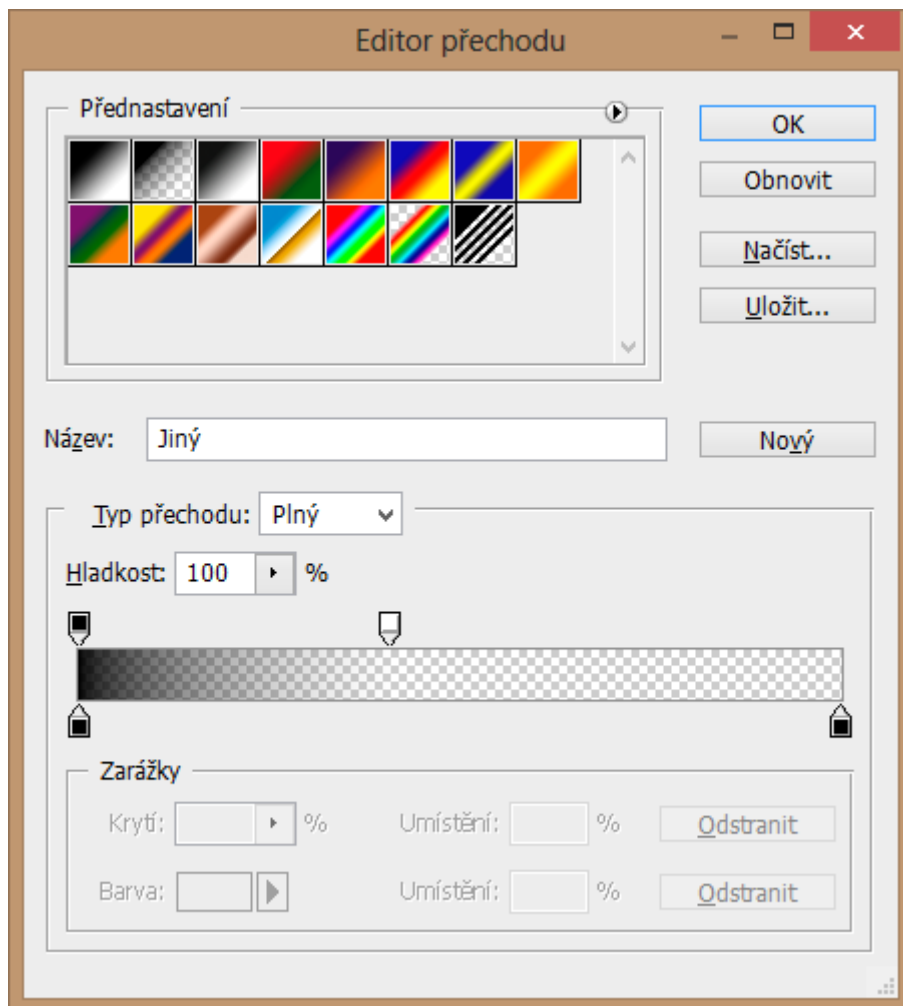 Editor přechodu
Přednastavení
OK
Obnovit
Načíst...
Uložit...
Název: Jiný
Nový
Typ přechodu: Plný
Hladkost: 100 %
Zarážky
Krytí: % Umístění: % Odstranit
Barva: Umístění: % Odstranit